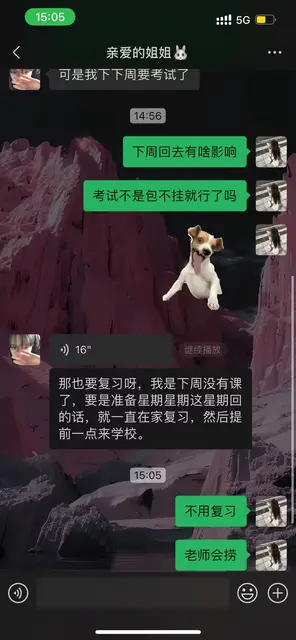 15:05
5G
亲爱的姐姐🐰
可是我下下周要考试了
14:56
下周回去有啥影响
考试不是包不挂就行了吗
16"
继续播放
那也要复习呀，我是下周没有课
了，要是准备星期星期这星期回
的话，就一直在家复习，然后提
前一点来学校。
15:05
不用复习
老师会捞